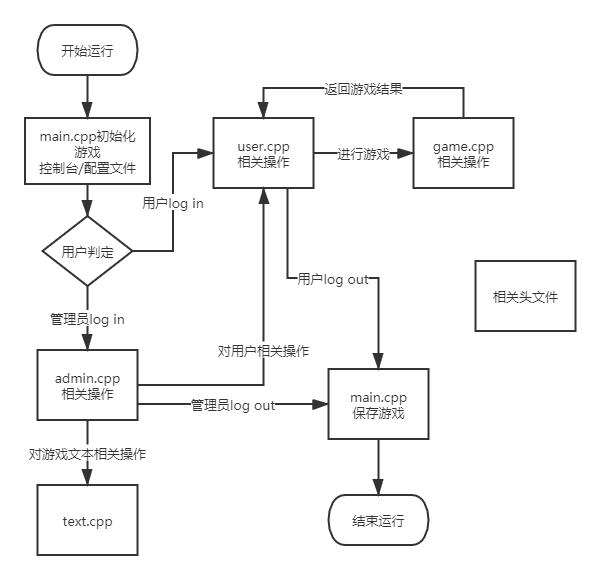 开始运行
main.cpp初始化
游戏
控制台/配置文件
用户判定
用户log in
管理员log in
admin.cpp
相关操作
对游戏文本相关操作
text.cpp
user.cpp
相关操作
返回游戏结果
进行游戏
game.cpp
相关操作
用户log out
对用户相关操作
管理员log out
main.cpp
保存游戏
结束运行
相关头文件